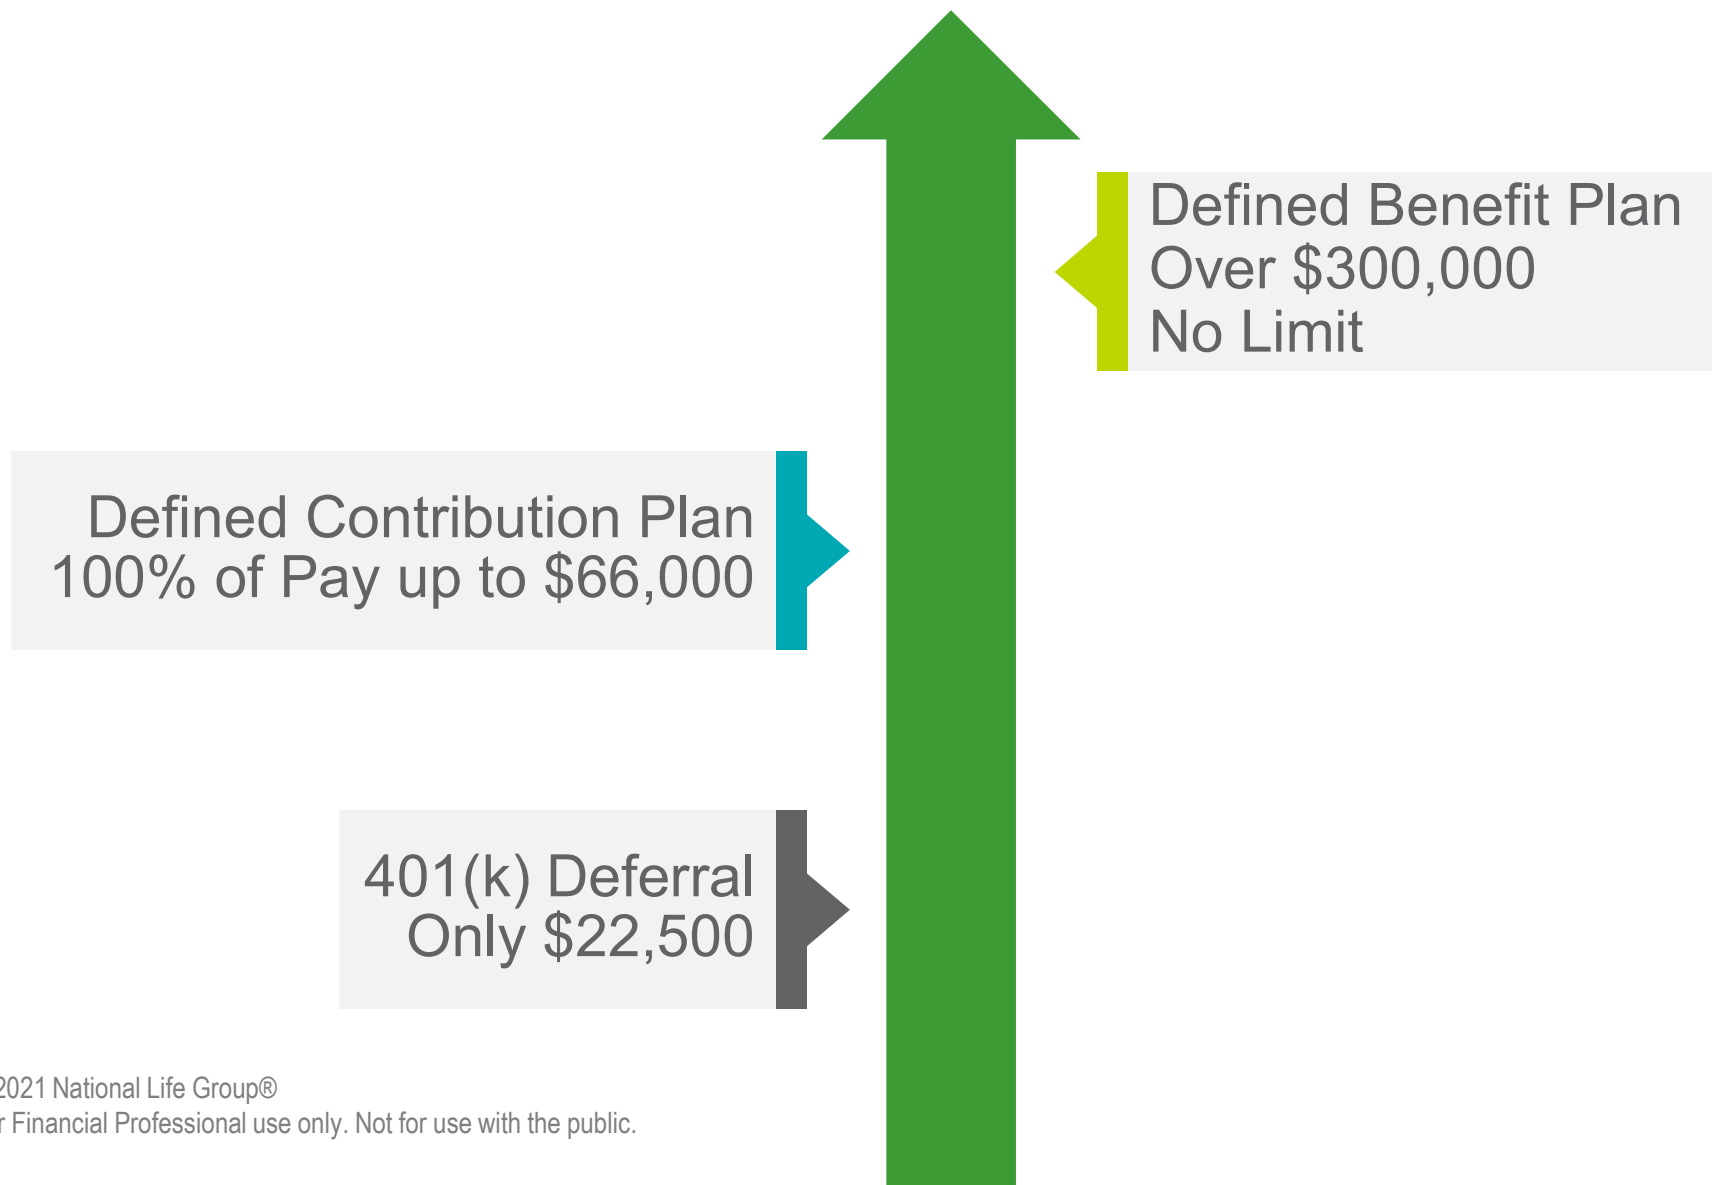 Defined Benefit Plan
Over $300,000
No Limit
Defined Contribution Plan
100% of Pay up to $66,000
401(k) Deferral
Only $22,500
2021 National Life Group®
r Financial Professional use only. Not for use with the public.